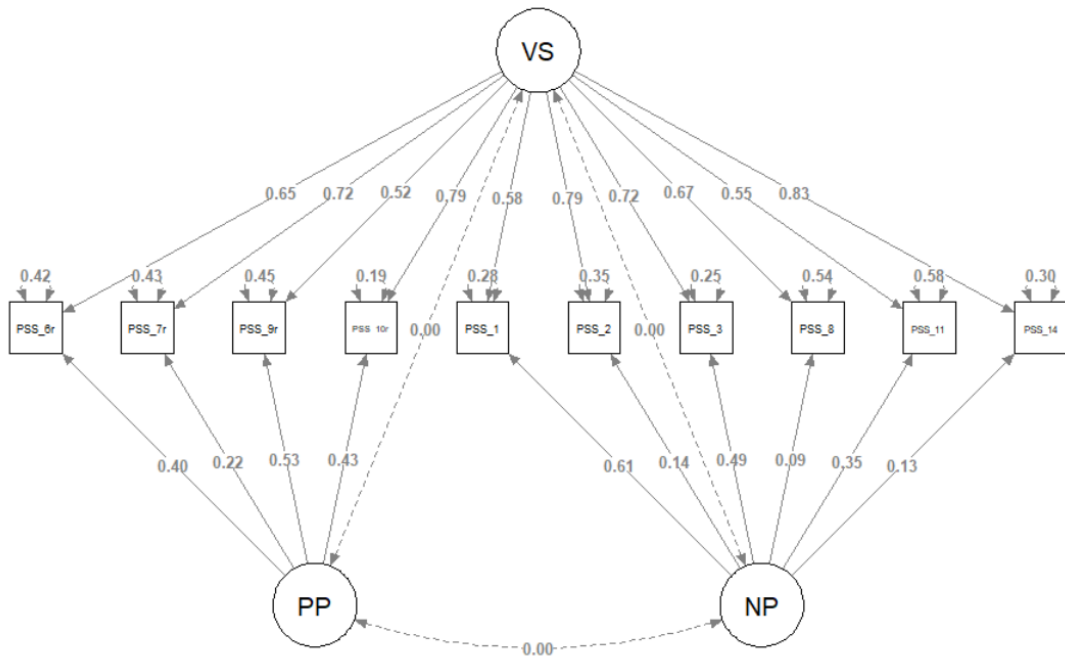 VS
0.65 0.72 0.52 0.79 0.58 0.79 0.72 0.67 0.55 0.83
0.42 0.43 0.45 0.19 0.28 0.35 0.25 0.54 0.58 0.30
PSS_6r PSS_7r PSS_9r PSS_10r PSS_1 PSS_2 PSS_3 PSS_8 PSS_11 PSS_14
0.00 0.00
0.40 0.22 0.53 0.43 0.61 0.14 0.49 0.09 0.35 0.13
PP NP
0.00